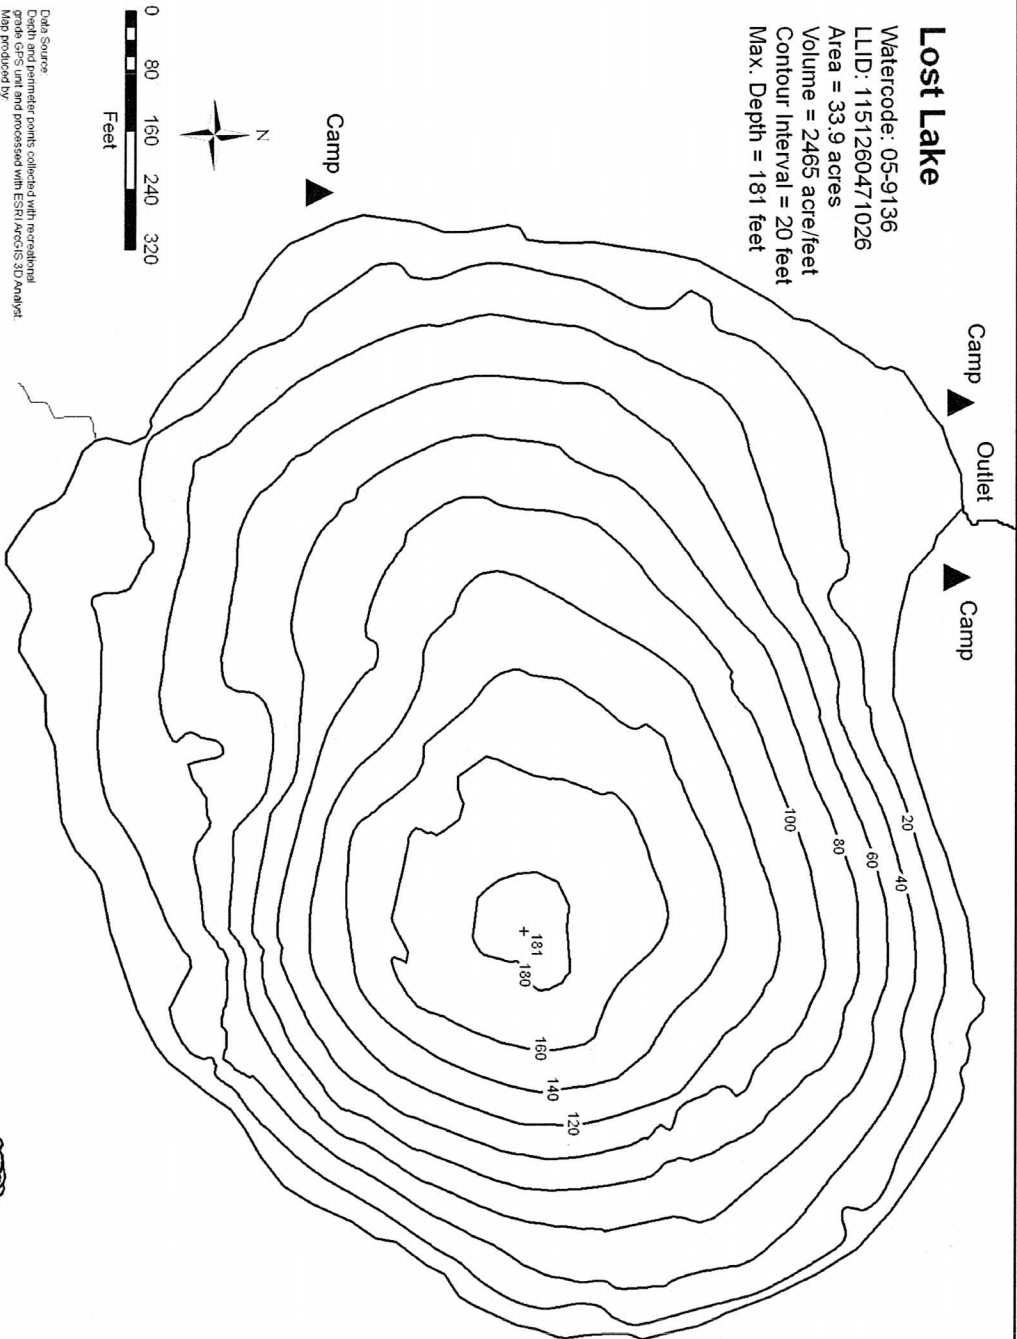 Lost Lake
Watercode: 05-9136
LLID: 1151260471026
Area = 33.9 acres
Volume = 2465 acre/feet
Contour Interval = 20 feet
Max. Depth = 181 feet
Camp
Outlet
Camp
Camp
20
40
60
80
100
181
180
160
140
120
N
0 80 160 240 320
Feet
Data Source:
Depth and perimeter points collected with recreational
grade GPS unit and processed with ESRI ArcGIS 3D Analyst.
Map produced by